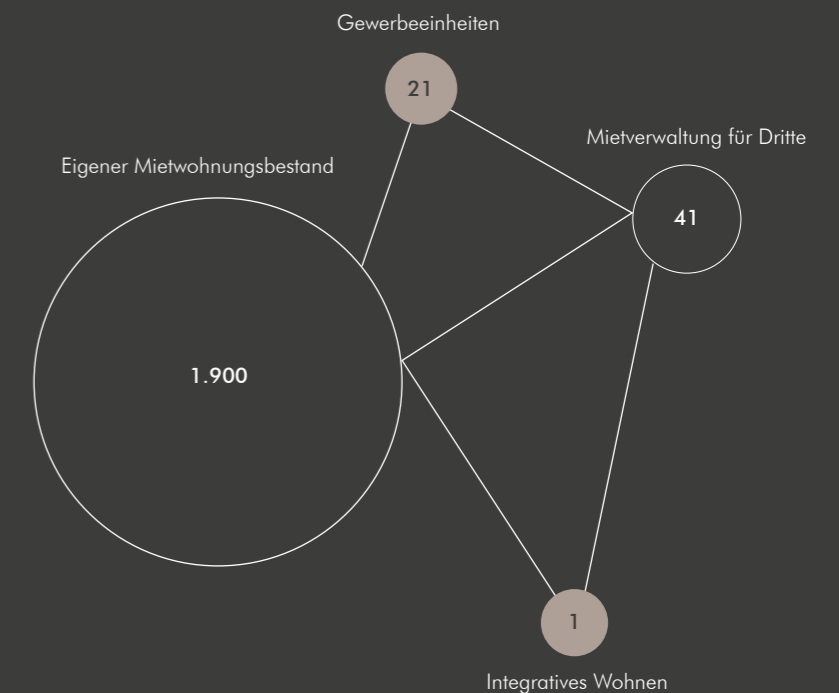 Gewerbeeinheiten
21
Mietverwaltung für Dritte
41
Eigener Mietwohnungsbestand
1.900
1
Integratives Wohnen